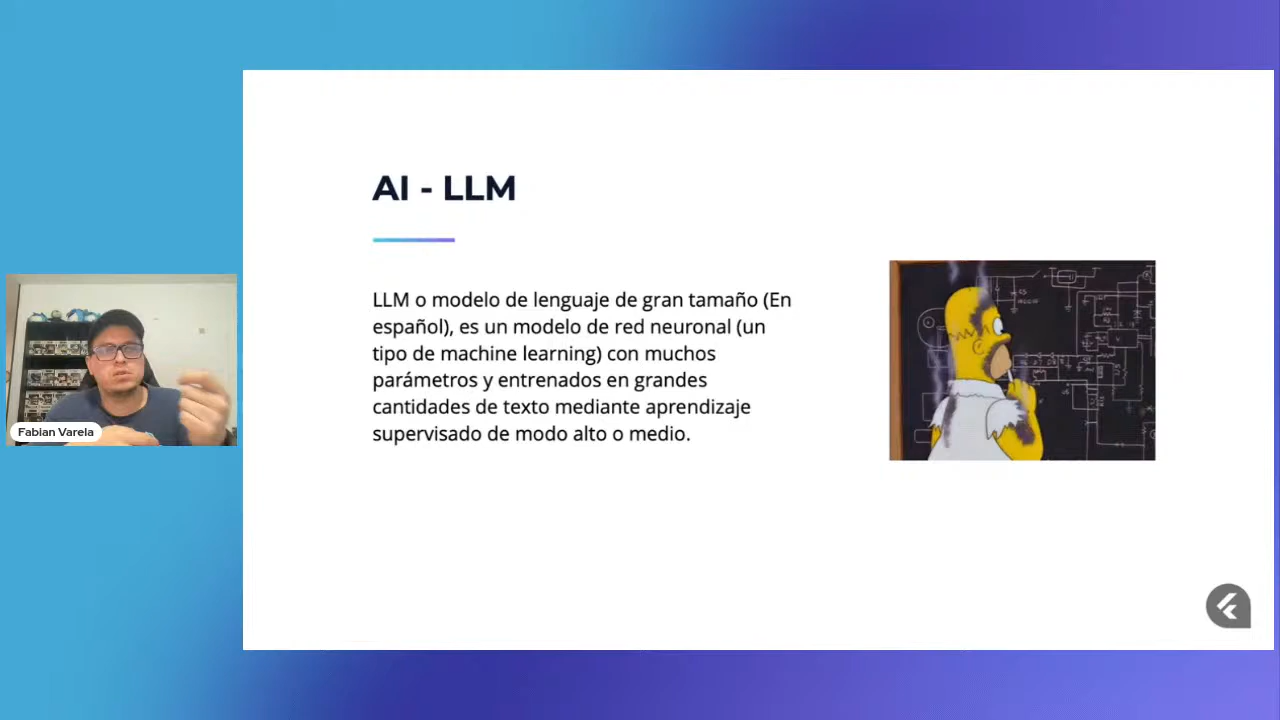 AI - LLM
LLM o modelo de lenguaje de gran tamaño (En
español), es un modelo de red neuronal (un
tipo de machine learning) con muchos
parámetros y entrenados en grandes
cantidades de texto mediante aprendizaje
supervisado de modo alto o medio.
Fabian Varela